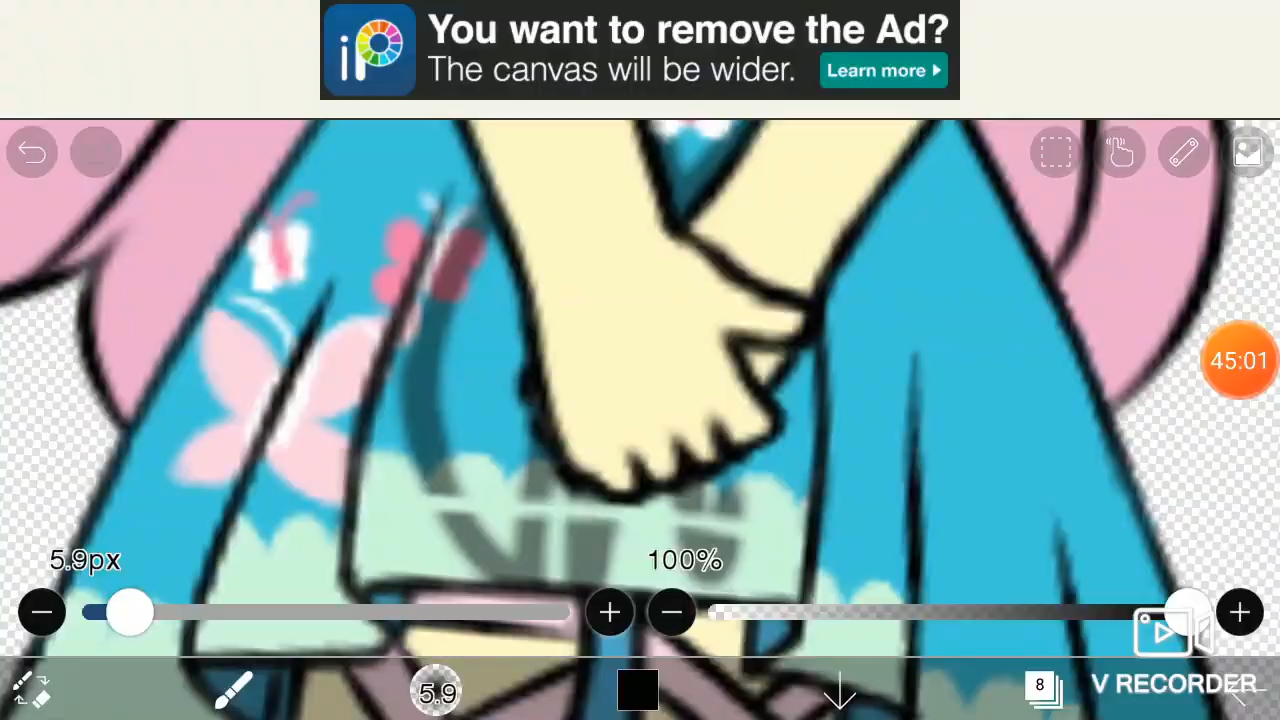 iP
You want to remove the Ad?
The canvas will be wider.
Learn more
45:01
5.9px
100%
5.9
8
V RECORDER